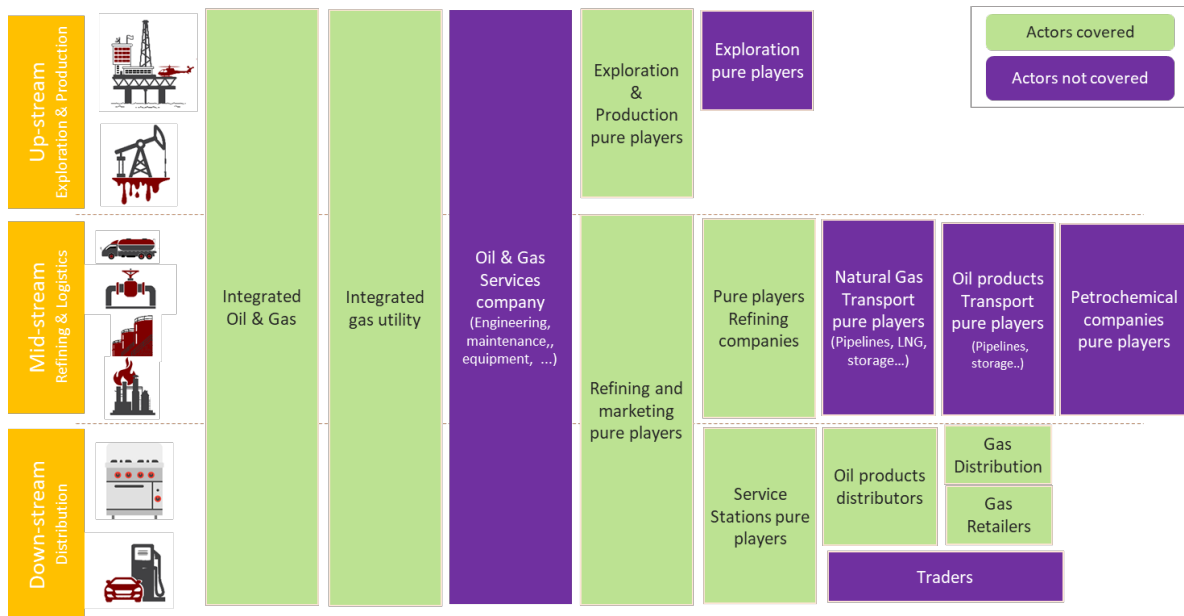 Actors covered
Actors not covered
Up-stream
Exploration & Production
Exploration
&
Production
pure players
Exploration
pure players
Mid-stream
Refining & Logistics
Integrated
Oil & Gas
Integrated
gas utility
Oil & Gas
Services
company
(Engineering,
maintenance,,
equipment, ...)
Refining and
marketing
pure players
Pure players
Refining
companies
Natural Gas
Transport
pure players
(Pipelines, LNG,
storage...)
Oil products
Transport
pure players
(Pipelines,
storage..)
Petrochemical
companies
pure players
Down-stream
Distribution
Service
Stations pure
players
Oil products
distributors
Gas
Distribution
Gas
Retailers
Traders